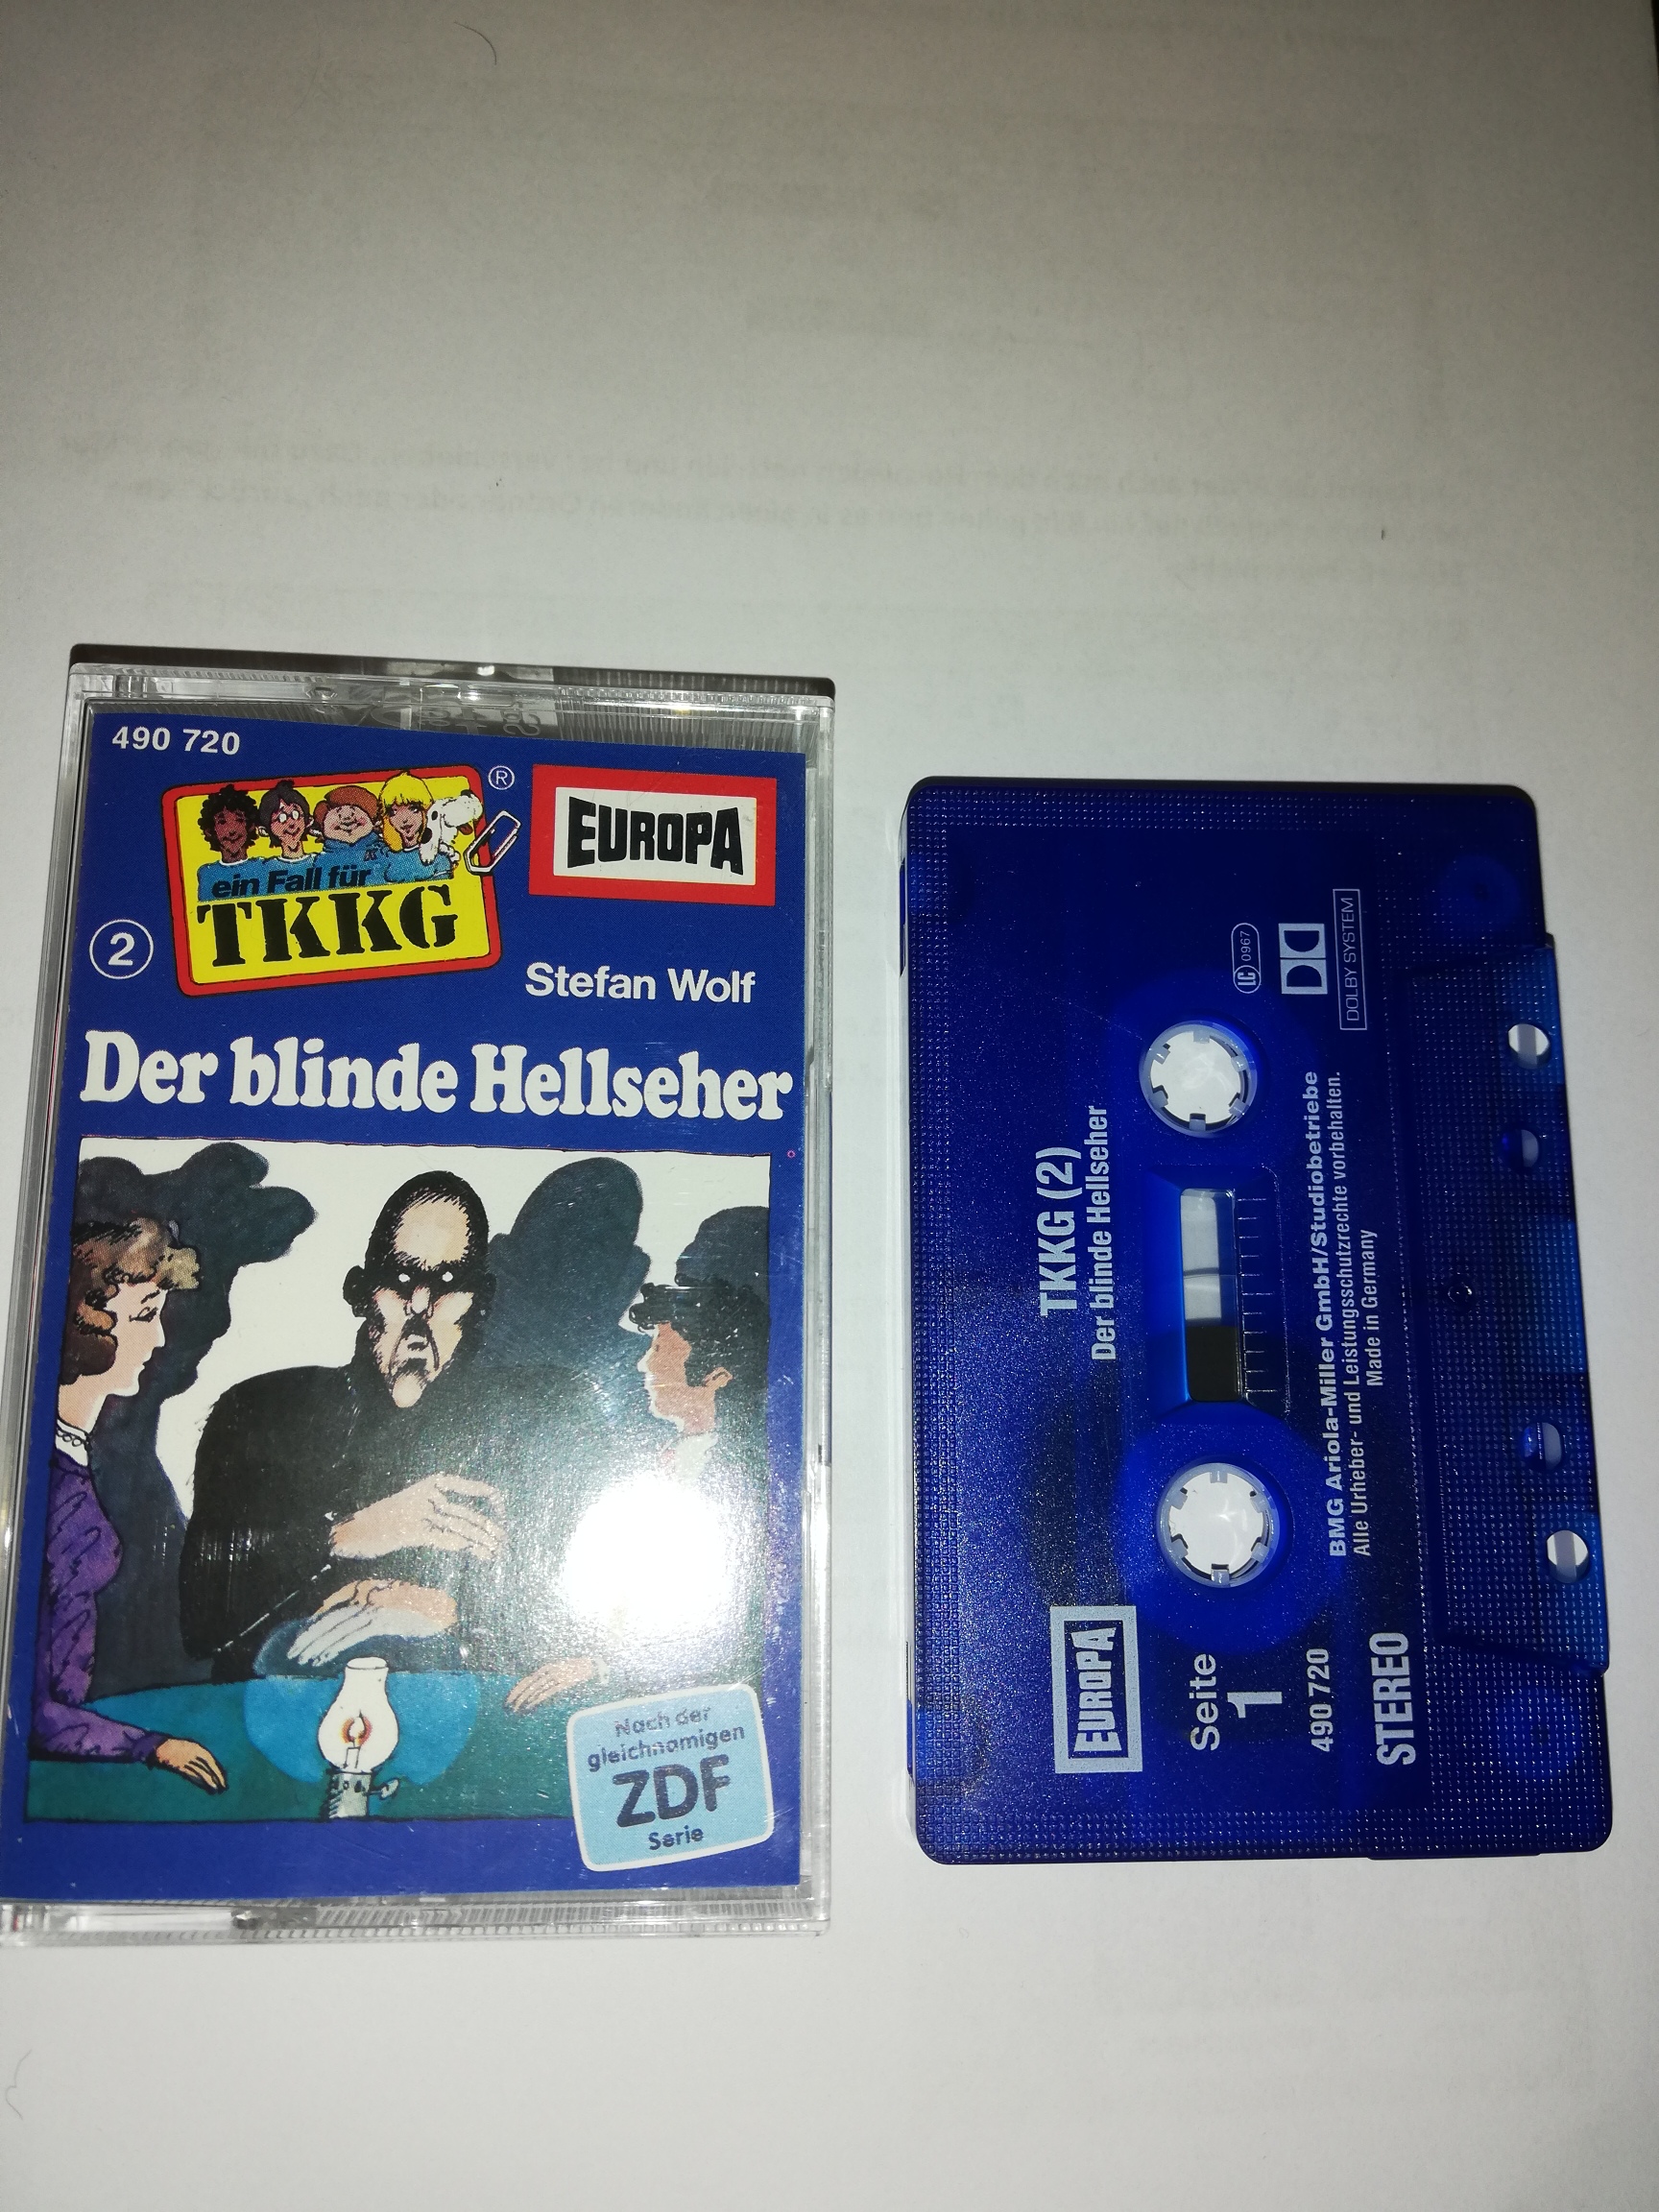 490 720
ein Fall für
TKKG
®
EUROPA
2
Stefan Wolf
Der blinde Hellseher
Nach der
gleichnamigen
ZDF
Serie
TKKG (2)
Der blinde Hellseher
LC 0967
DOLBY SYSTEM
BMG Ariola-Miller GmbH/Studiobetriebe
Alle Urheber- und Leistungsschutzrechte vorbehalten.
Made in Germany
EUROPA
Seite
1
490 720
STEREO